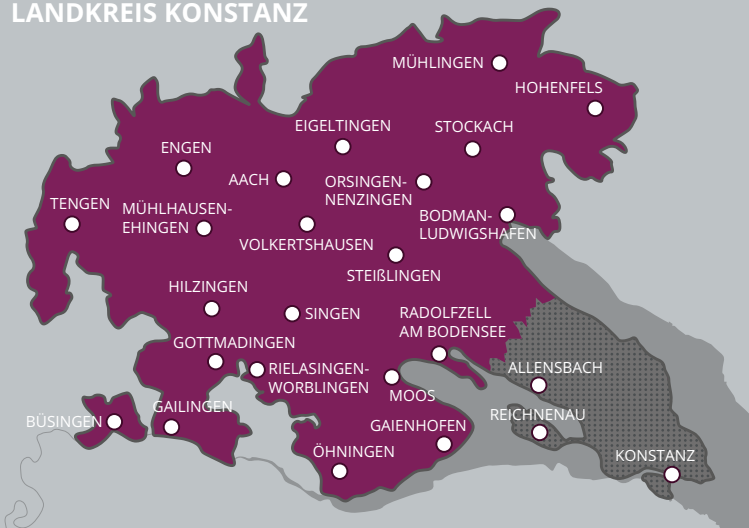 LANDKREIS KONSTANZ
MÜHLINGEN
HOHENFELS
EIGELTINGEN
STOCKACH
ENGEN
AACH
ORSINGEN-
NENZINGEN
TENGEN
MÜHLHAUSEN-
EHINGEN
BODMAN-
LUDWIGSHAFEN
VOLKERTSHAUSEN
STEIßLINGEN
HILZINGEN
SINGEN
RADOLFZELL
AM BODENSEE
GOTTMADINGEN
RIELASINGEN-
WORBLINGEN
ALLENSBACH
MOOS
GAILINGEN
BÜSINGEN
REICHNENAU
GAIENHOFEN
ÖHNINGEN
KONSTANZ